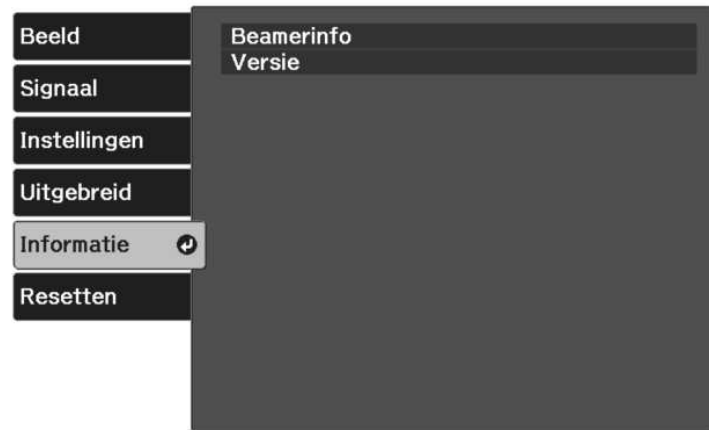 Beeld
Signaal
Instellingen
Uitgebreid
Informatie
Resetten
Beamerinfo
Versie